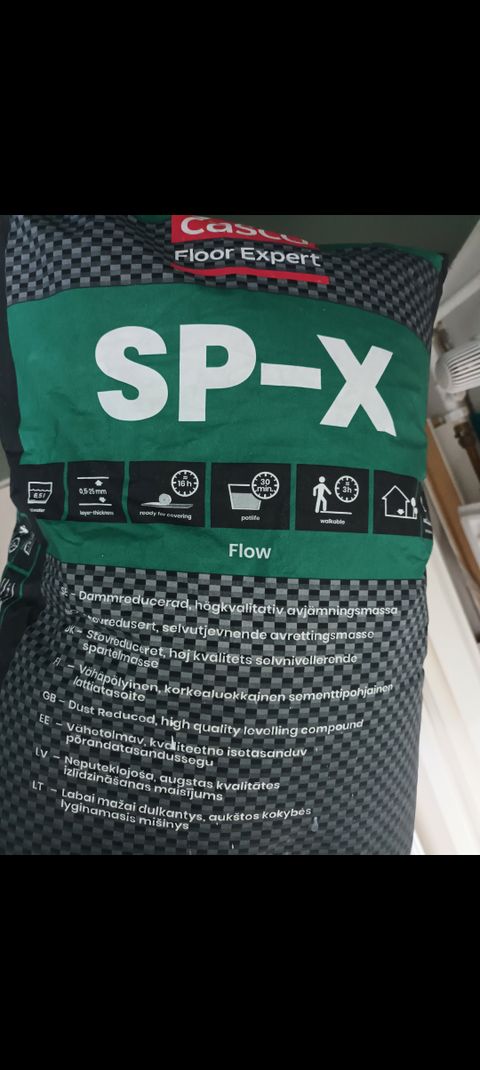 Casco
Floor Expert
SP-X
6,5 l
water
0,5-25 mm
layer-thickness
16 h
ready for covering
30
min.
potlife
3h
walkable
Flow
SE - Dammreducerad, högkvalitativ avjämningsmassa
Støvredusert, selvutjevnende avrettingsmasse
DK - Støvreduceret, høj kvalitets selvnivellerende
spartelmasse
FI - Vähäpölyinen, korkealuokkainen sementtipohjainen
lattiatasoite
GB - Dust Reduced, high quality levelling compound
EE - Vähetolmav, kvaliteetne isetasanduv
põrandatasandussegu
LV - Neputekļojoša, augstas kvalitātes
izlīdzināšanas maisījums
LT - Labai mažai dulkantys, aukštos kokybės
lyginamasis mišinys